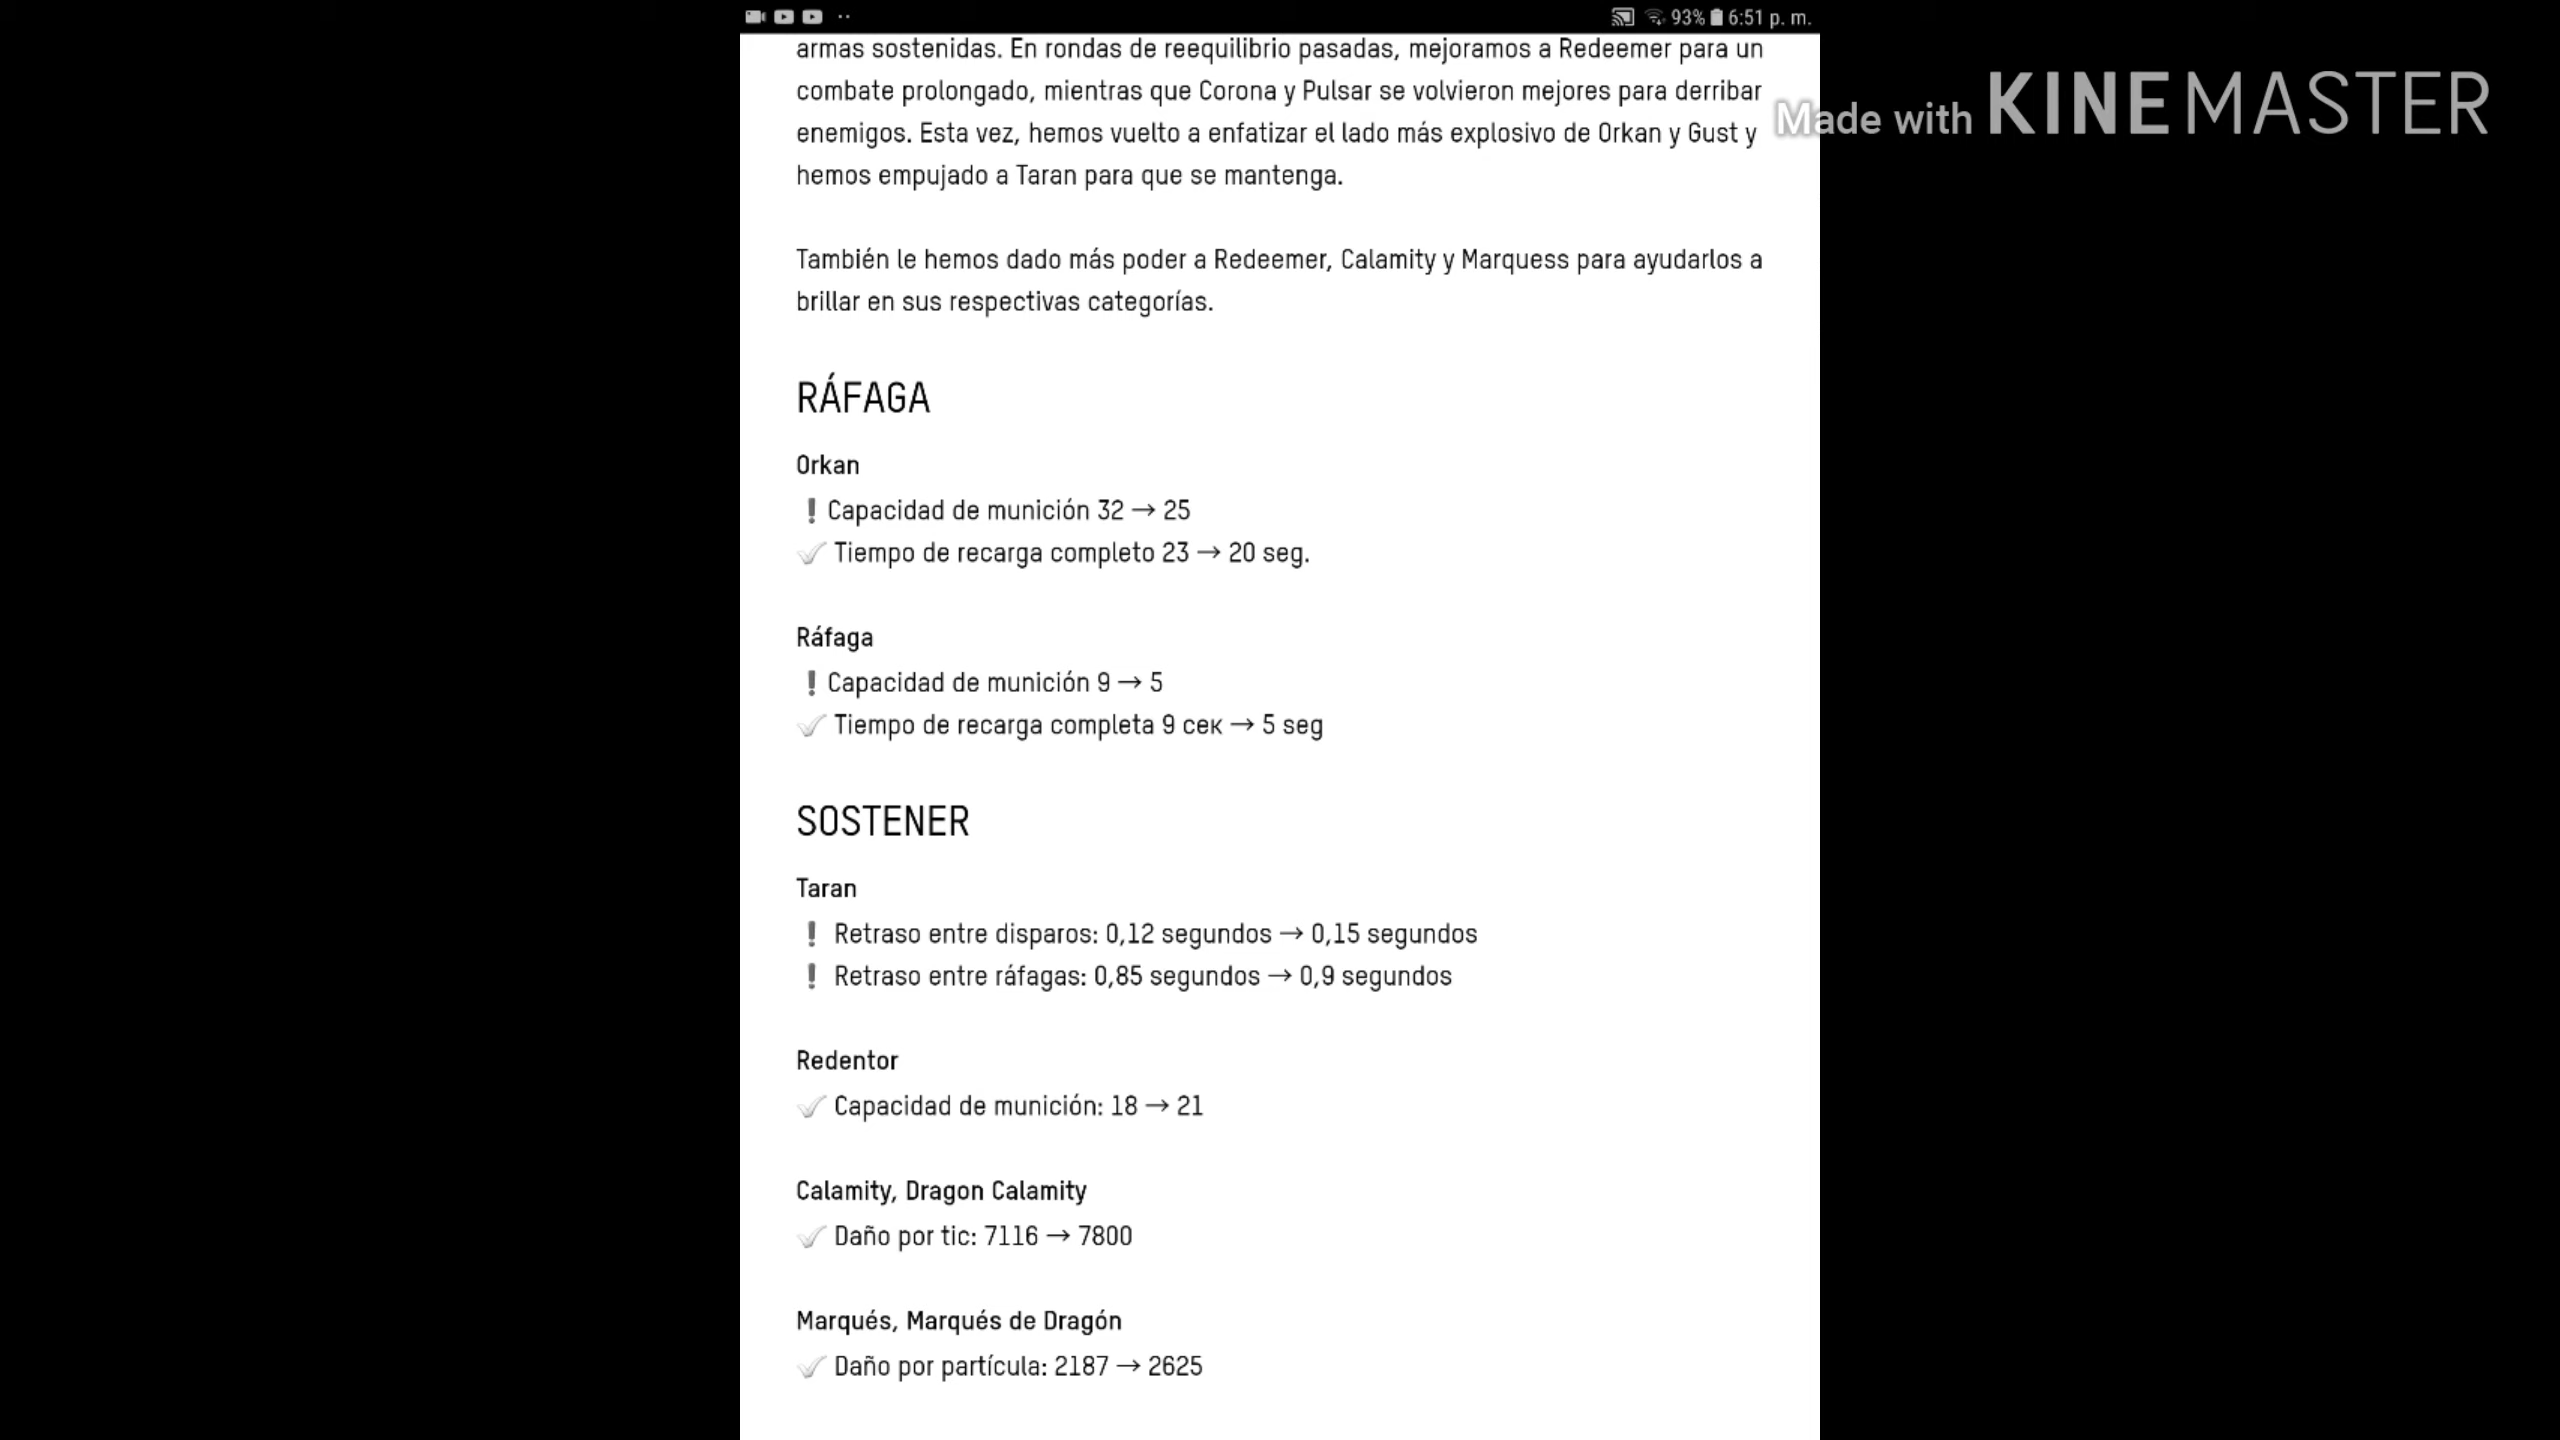 93% 6:51 p. m.
armas sostenidas. En rondas de reequilibrio pasadas, mejoramos a Redeemer para un
combate prolongado, mientras que Corona y Pulsar se volvieron mejores para derribar
enemigos. Esta vez, hemos vuelto a enfatizar el lado más explosivo de Orkan y Gust y
hemos empujado a Taran para que se mantenga.
Made with KINEMASTER
También le hemos dado más poder a Redeemer, Calamity y Marquess para ayudarlos a
brillar en sus respectivas categorías.
RÁFAGA
Orkan
❗Capacidad de munición 32 → 25
✅ Tiempo de recarga completo 23 → 20 seg.
Ráfaga
❗Capacidad de munición 9 → 5
✅ Tiempo de recarga completa 9 сек → 5 seg
SOSTENER
Taran
❗ Retraso entre disparos: 0,12 segundos → 0,15 segundos
❗ Retraso entre ráfagas: 0,85 segundos → 0,9 segundos
Redentor
✅ Capacidad de munición: 18 → 21
Calamity, Dragon Calamity
✅ Daño por tic: 7116 → 7800
Marqués, Marqués de Dragón
✅ Daño por partícula: 2187 → 2625